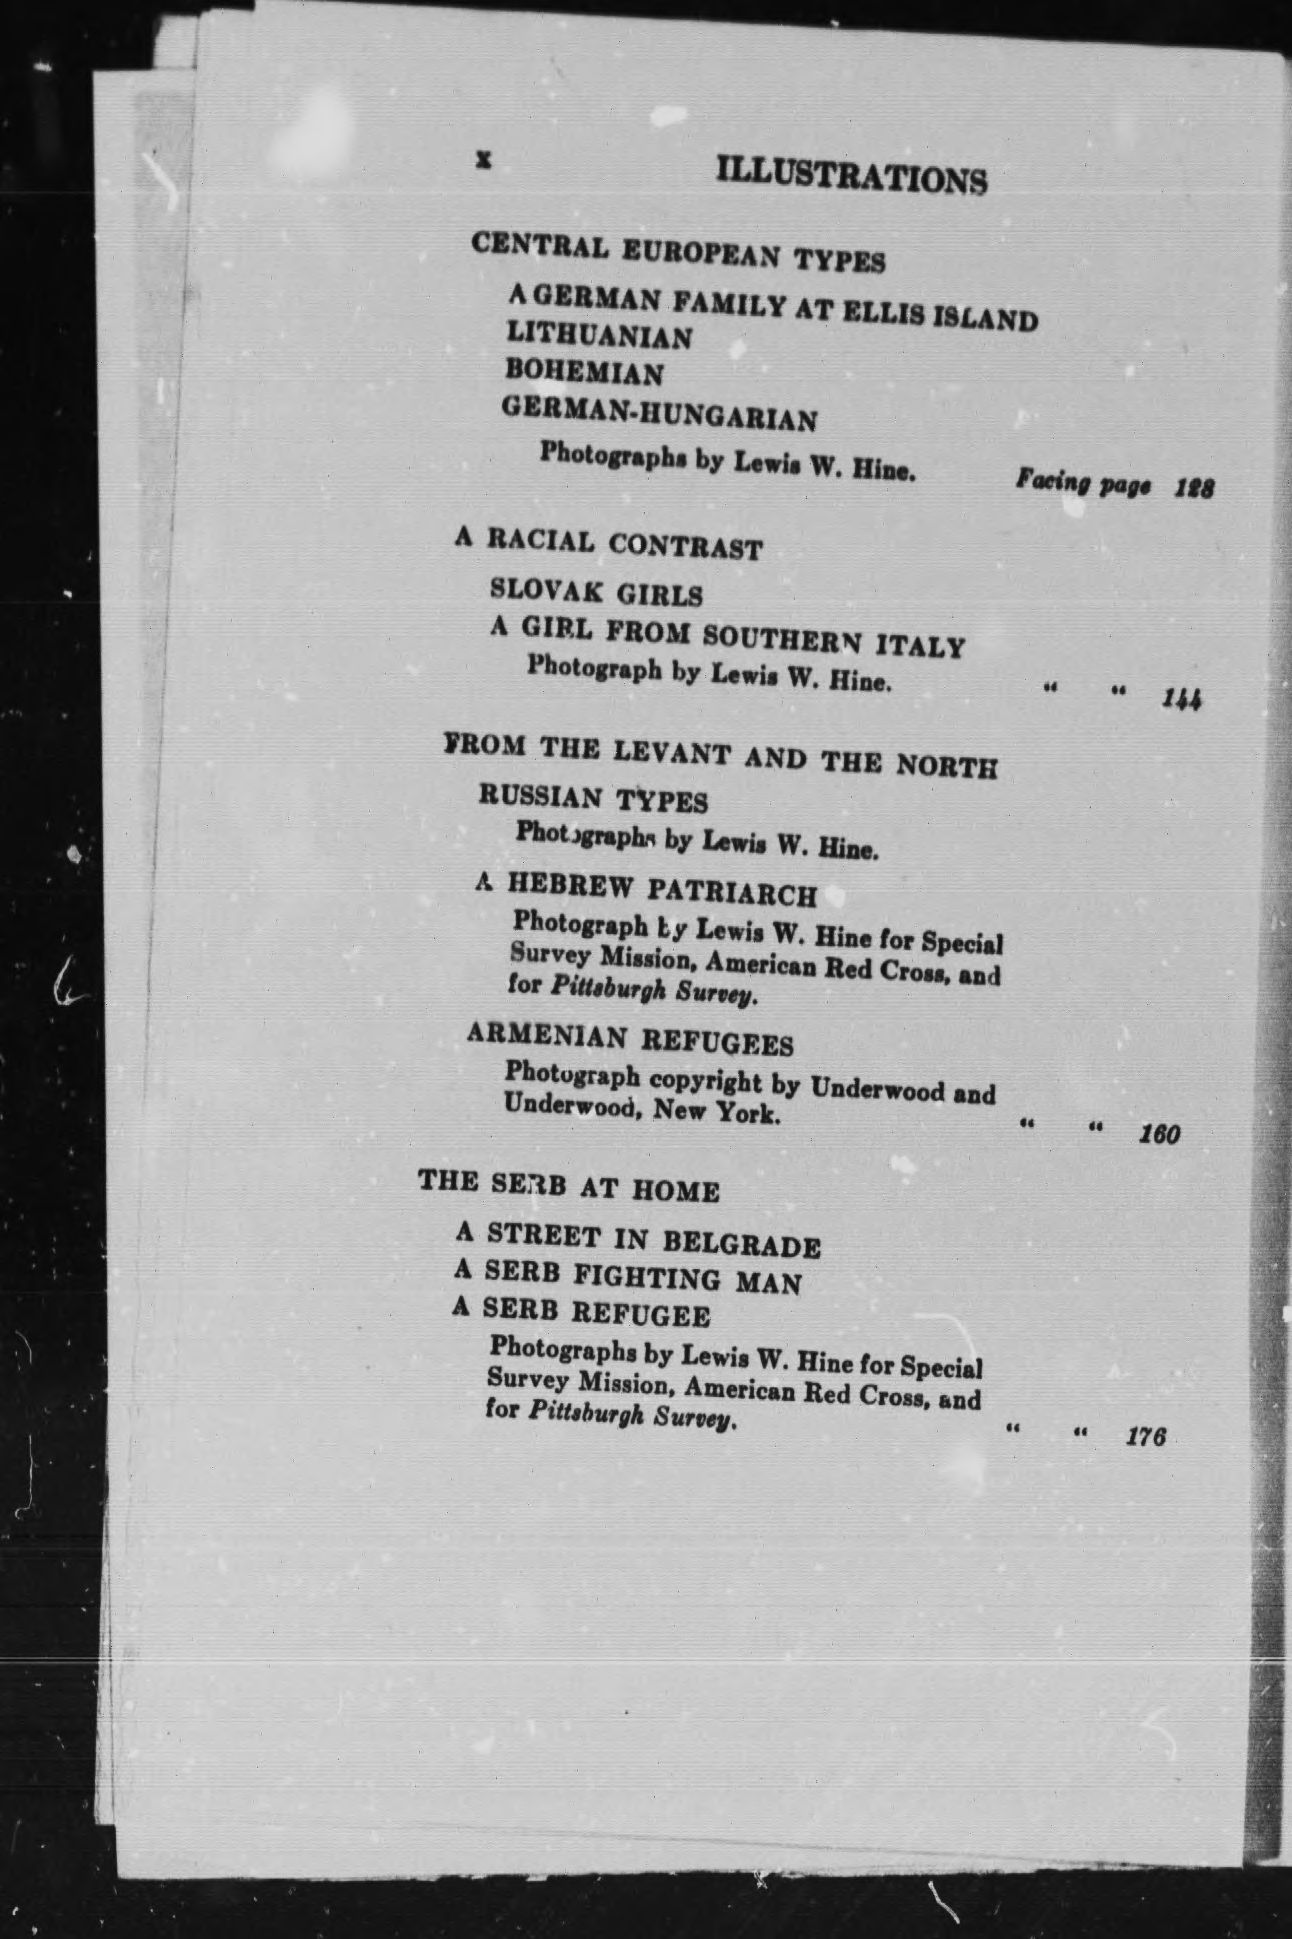 x ILLUSTRATIONS
CENTRAL EUROPEAN TYPES
A GERMAN FAMILY AT ELLIS ISLAND
LITHUANIAN
BOHEMIAN
GERMAN-HUNGARIAN
Photographs by Lewis W. Hine. Facing page 128
A RACIAL CONTRAST
SLOVAK GIRLS
A GIRL FROM SOUTHERN ITALY
Photograph by Lewis W. Hine. “ “ 144
FROM THE LEVANT AND THE NORTH
RUSSIAN TYPES
Photographs by Lewis W. Hine.
A HEBREW PATRIARCH
Photograph by Lewis W. Hine for Special
Survey Mission, American Red Cross, and
for Pittsburgh Survey.
ARMENIAN REFUGEES
Photograph copyright by Underwood and
Underwood, New York. “ “ 160
THE SERB AT HOME
A STREET IN BELGRADE
A SERB FIGHTING MAN
A SERB REFUGEE
Photographs by Lewis W. Hine for Special
Survey Mission, American Red Cross, and
for Pittsburgh Survey. “ “ 176